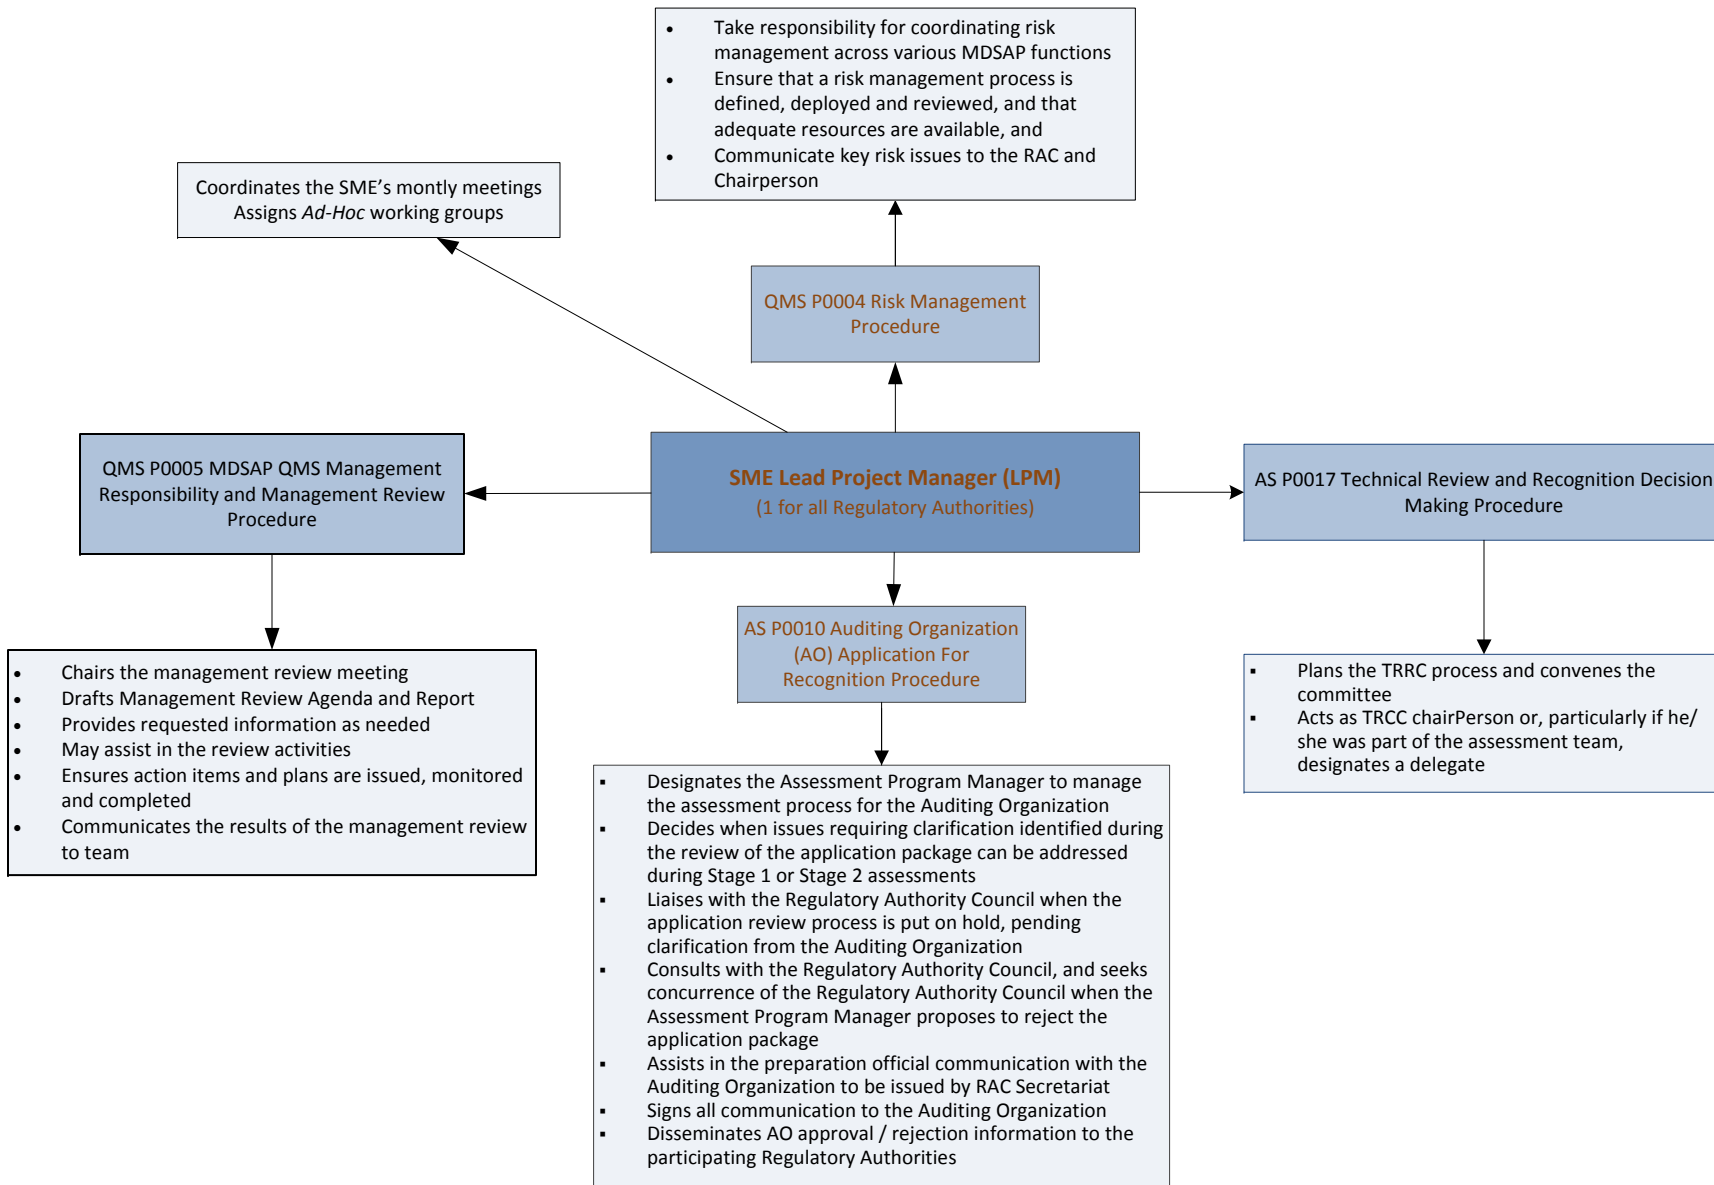 • Take responsibility for coordinating risk
management across various MDSAP functions
• Ensure that a risk management process is
defined, deployed and reviewed, and that
adequate resources are available, and
• Communicate key risk issues to the RAC and
Chairperson
Coordinates the SME’s montly meetings
Assigns Ad-Hoc working groups
QMS P0004 Risk Management
Procedure
QMS P0005 MDSAP QMS Management
Responsibility and Management Review
Procedure
SME Lead Project Manager (LPM)
(1 for all Regulatory Authorities)
AS P0017 Technical Review and Recognition Decision
Making Procedure
AS P0010 Auditing Organization
(AO) Application For
Recognition Procedure
• Chairs the management review meeting
• Drafts Management Review Agenda and Report
• Provides requested information as needed
• May assist in the review activities
• Ensures action items and plans are issued, monitored
and completed
• Communicates the results of the management review
to team
▪ Plans the TRRC process and convenes the
committee
▪ Acts as TRCC chairPerson or, particularly if he/
she was part of the assessment team,
designates a delegate
▪ Designates the Assessment Program Manager to manage
the assessment process for the Auditing Organization
▪ Decides when issues requiring clarification identified during
the review of the application package can be addressed
during Stage 1 or Stage 2 assessments
▪ Liaises with the Regulatory Authority Council when the
application review process is put on hold, pending
clarification from the Auditing Organization
▪ Consults with the Regulatory Authority Council, and seeks
concurrence of the Regulatory Authority Council when the
Assessment Program Manager proposes to reject the
application package
▪ Assists in the preparation official communication with the
Auditing Organization to be issued by RAC Secretariat
▪ Signs all communication to the Auditing Organization
▪ Disseminates AO approval / rejection information to the
participating Regulatory Authorities